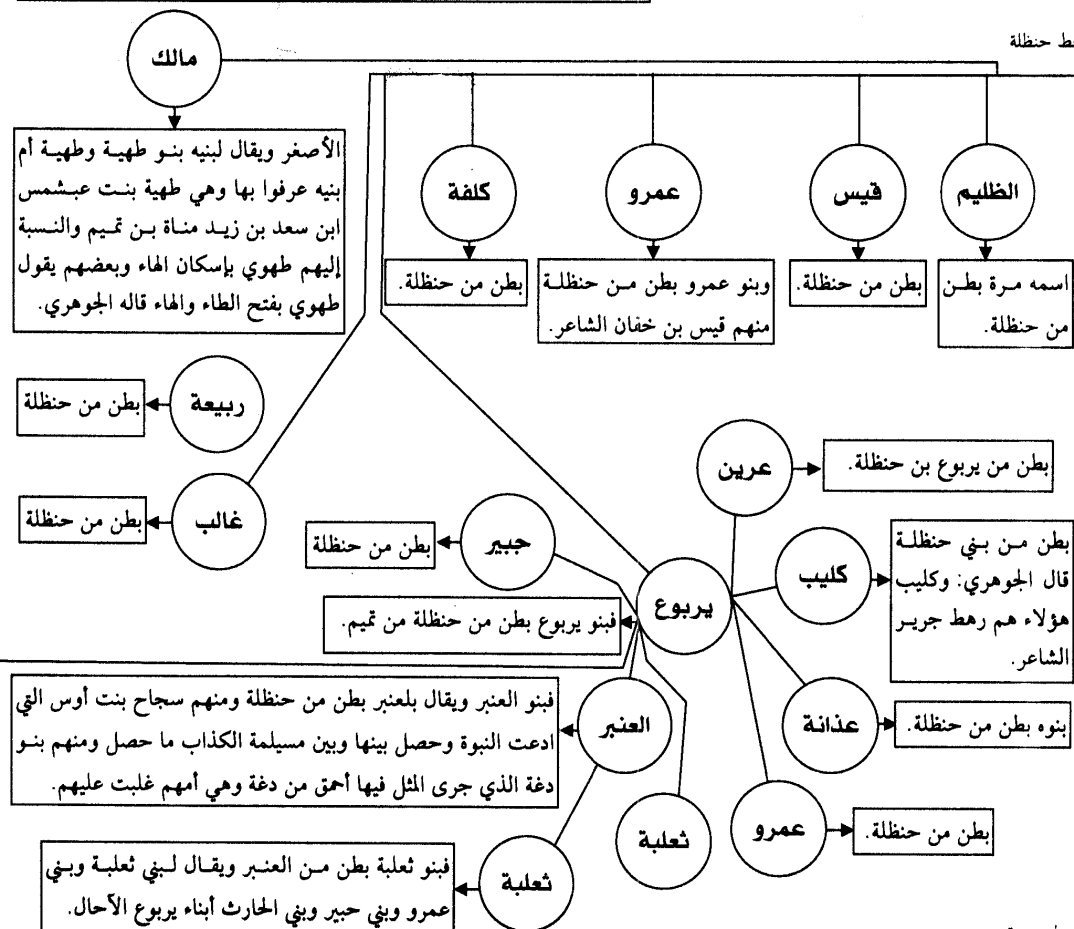 حنظلة
مالك
الأصغر ويقال لبنيه بنو طهية وطهية أم
بنيه عرفوا بها وهي طهية بنت عبشمس
ابن سعد بن زيد مناة بن تميم والنسبة
إليهم طهوي بإسكان الهاء وبعضهم يقول
طهوي بفتح الطاء والهاء قاله الجوهري.
الظليم
اسمه مرة بطن
من حنظلة.
قيس
بطن من حنظلة.
عمرو
وبنو عمرو بطن من حنظلة
منهم قيس بن خفان الشاعر.
كلفة
بطن من حنظلة.
ربيعة
بطن من حنظلة
غالب
بطن من حنظلة
عرين
بطن من يربوع بن حنظلة.
كليب
بطن من بني حنظلة
قال الجوهري: وكليب
هؤلاء هم رهط جرير
الشاعر.
جبير
بطن من حنظلة
يربوع
فبنو يربوع بطن من حنظلة من تميم.
عذانة
بنوه بطن من حنظلة.
العنبر
فبنو العنبر ويقال بلعنبر بطن من حنظلة ومنهم سجاح بنت أوس التي
ادعت النبوة وحصل بينها وبين مسيلمة الكذاب ما حصل ومنهم بنو
دغة الذي جرى المثل فيها أحمق من دغة وهي أمهم غلبت عليهم.
عمرو
بطن من حنظلة.
ثعلبة
ثعلبة
فبنو ثعلبة بطن من العنبر ويقال لبني ثعلبة وبني
عمرو وبني حبير وبني الحارث أبناء يربوع الآحال.